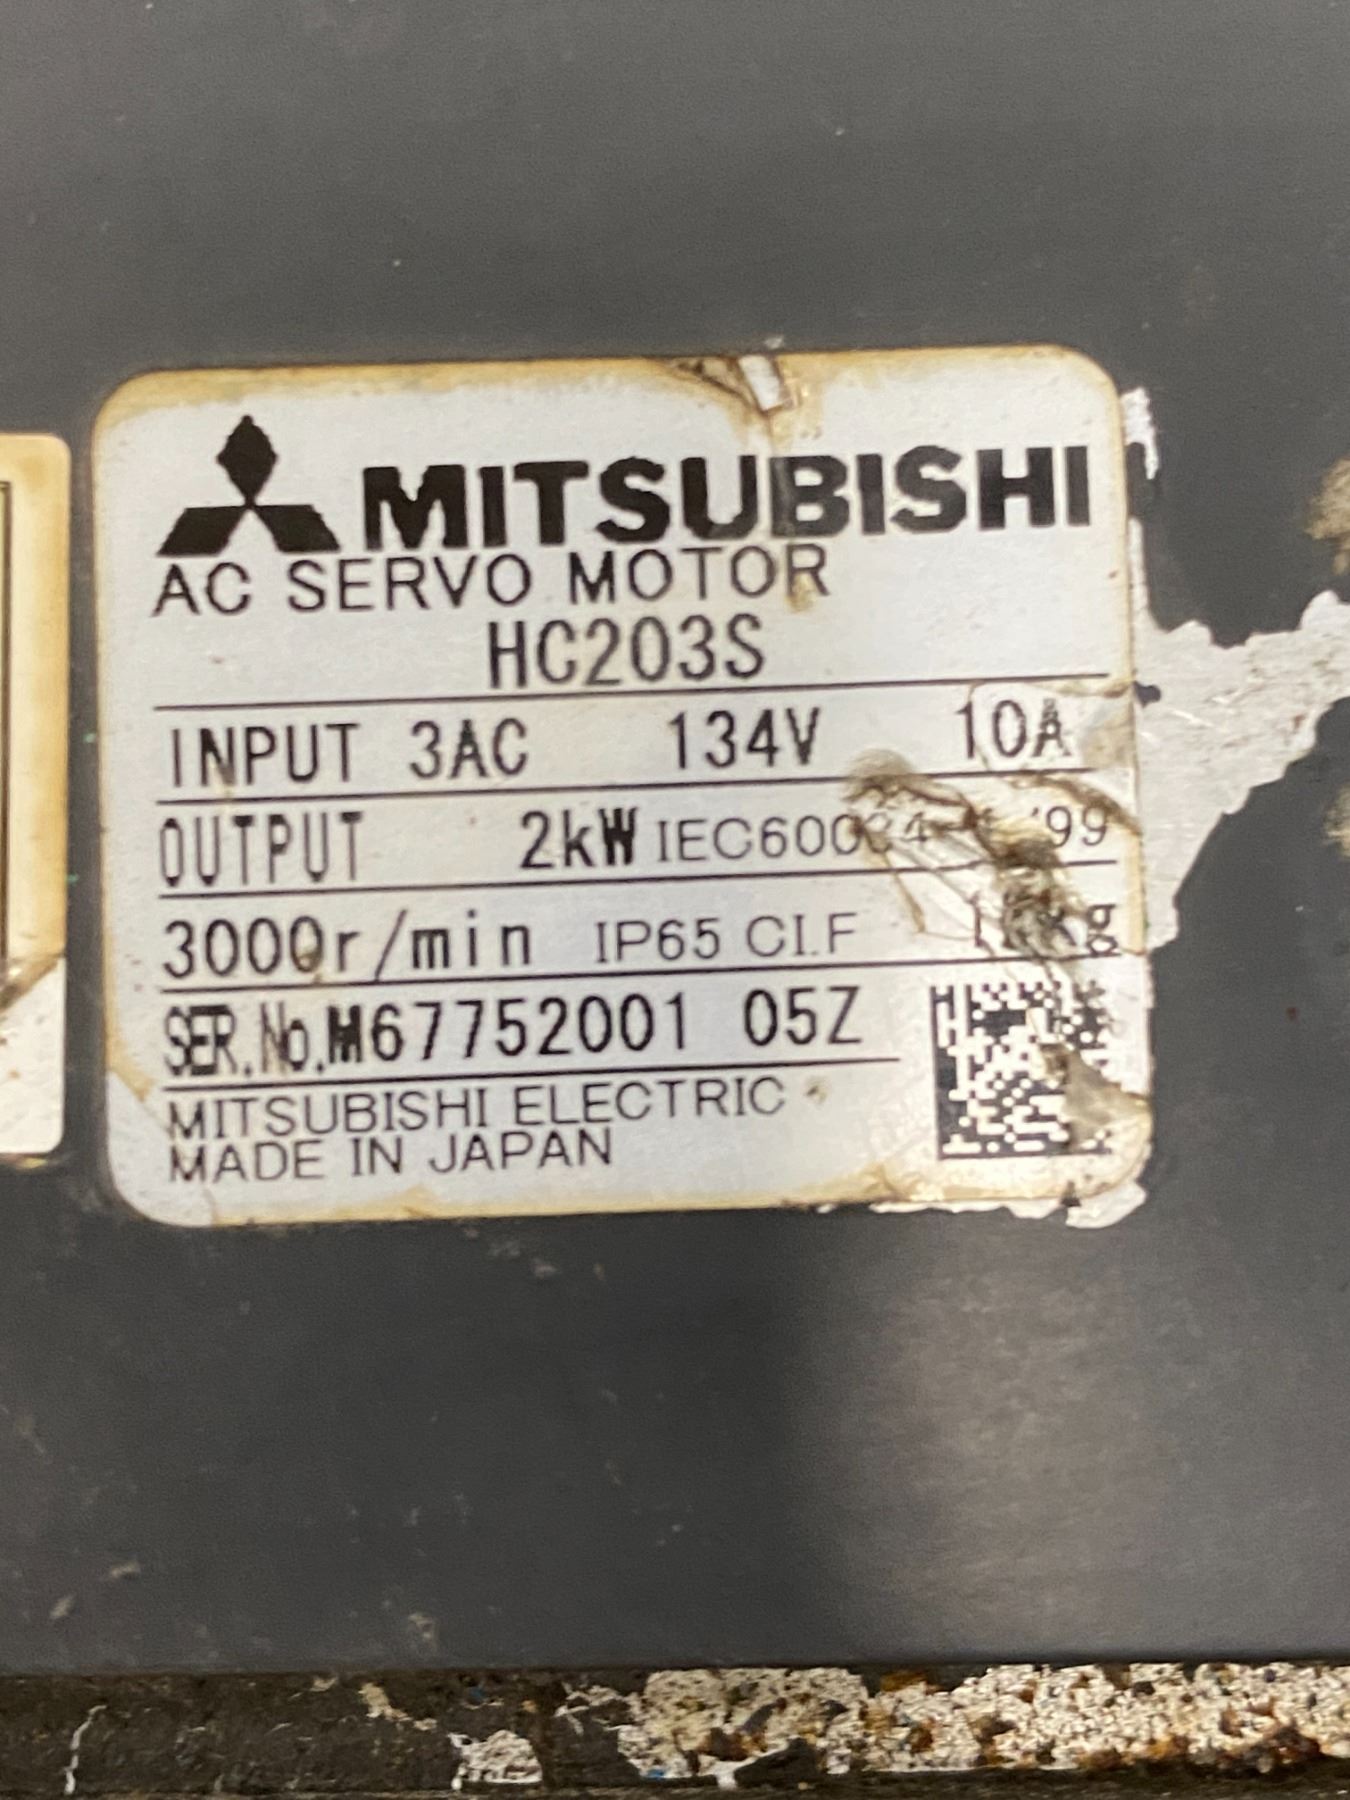 MITSUBISHI
AC SERVO MOTOR
HC203S
INPUT 3AC 134V 10A
OUTPUT 2kW '99
3000r/min IP65 CI.F
SER.No.M67752001 05Z
MITSUBISHI ELECTRIC
MADE IN JAPAN